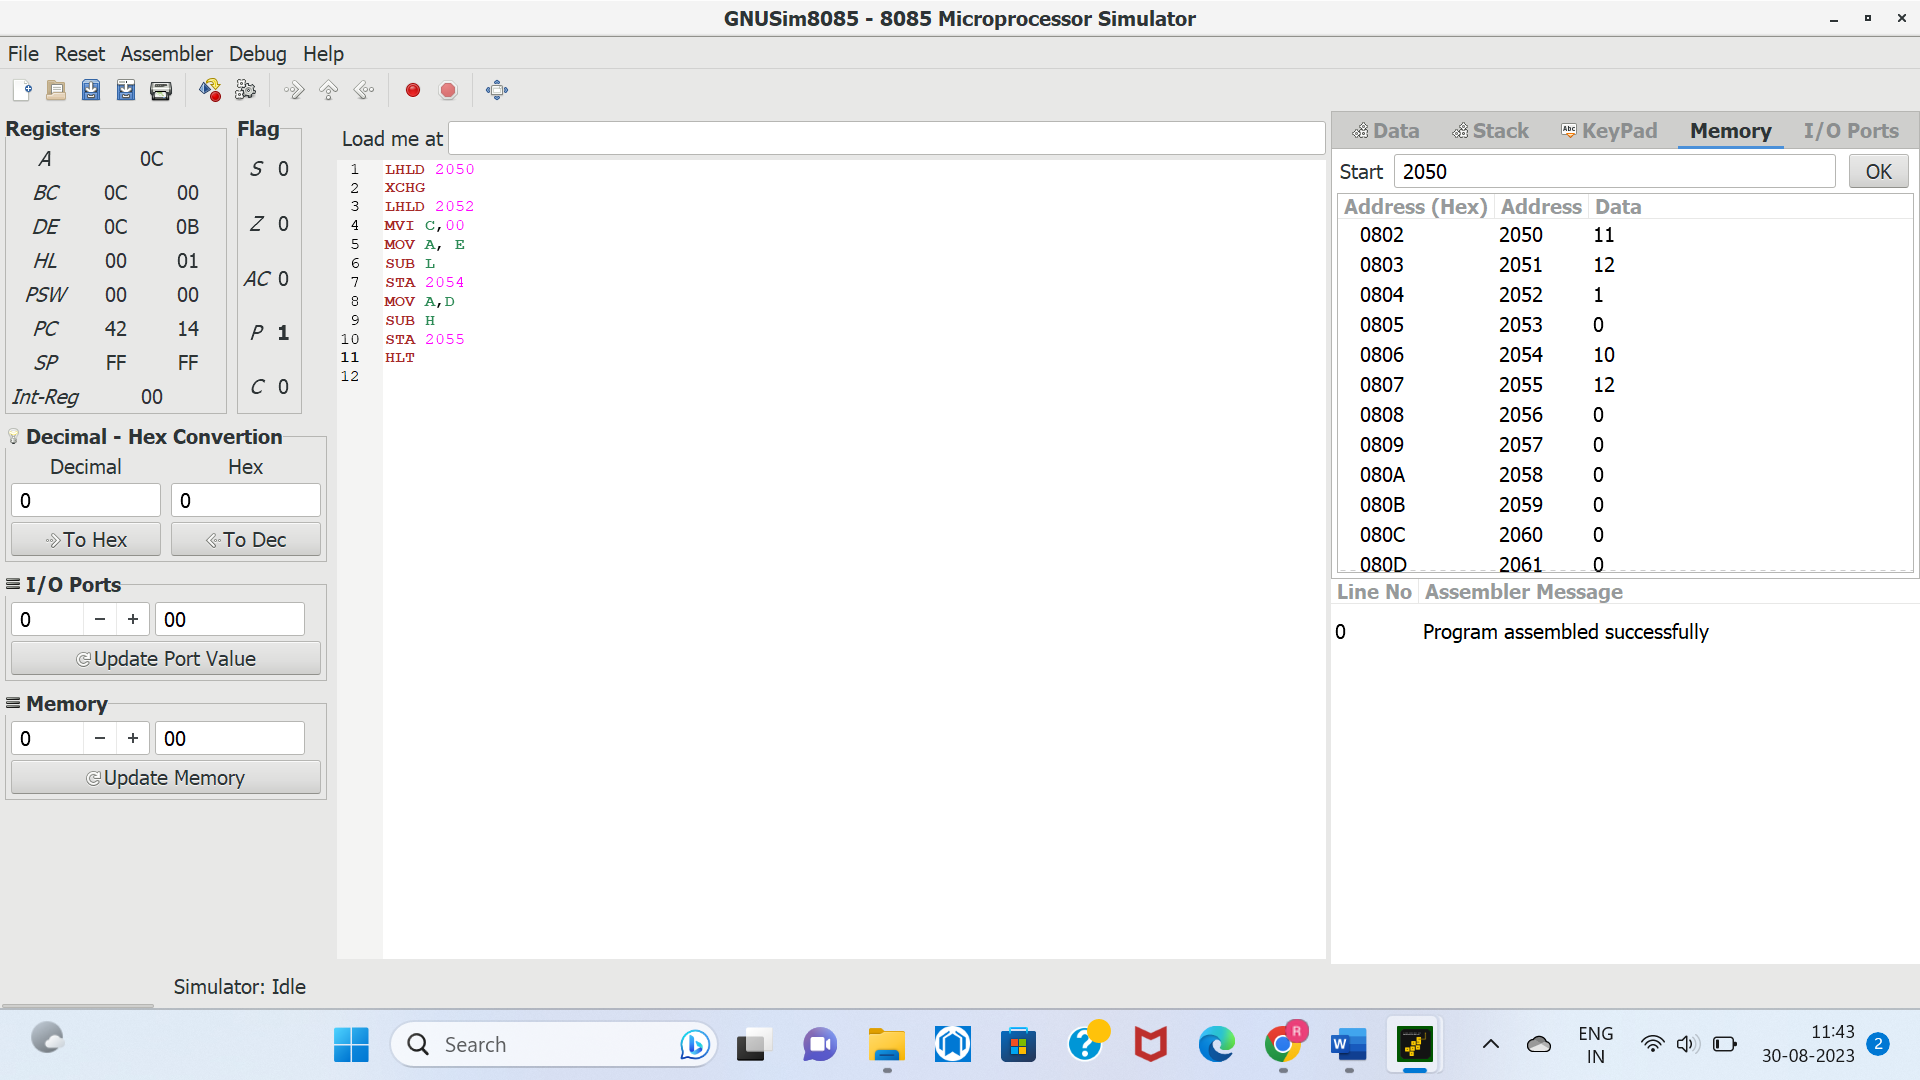 GNUSim8085 - 8085 Microprocessor Simulator
File Reset Assembler Debug Help
Registers
A 0C
BC 0C 00
DE 0C 0B
HL 00 01
PSW 00 00
PC 42 14
SP FF FF
Int-Reg 00
Flag
S 0
Z 0
AC 0
P 1
C 0
Decimal - Hex Convertion
Decimal Hex
0 0
To Hex To Dec
I/O Ports
0 − + 00
Update Port Value
Memory
0 − + 00
Update Memory
Simulator: Idle
Load me at
1 LHLD 2050
2 XCHG
3 LHLD 2052
4 MVI C,00
5 MOV A, E
6 SUB L
7 STA 2054
8 MOV A,D
9 SUB H
10 STA 2055
11 HLT
12
Data Stack Abc KeyPad Memory I/O Ports
Start 2050 OK
Address (Hex) Address Data
0802 2050 11
0803 2051 12
0804 2052 1
0805 2053 0
0806 2054 10
0807 2055 12
0808 2056 0
0809 2057 0
080A 2058 0
080B 2059 0
080C 2060 0
080D 2061 0
Line No Assembler Message
0 Program assembled successfully
Search
R
W
ENG
IN
11:43
30-08-2023
2